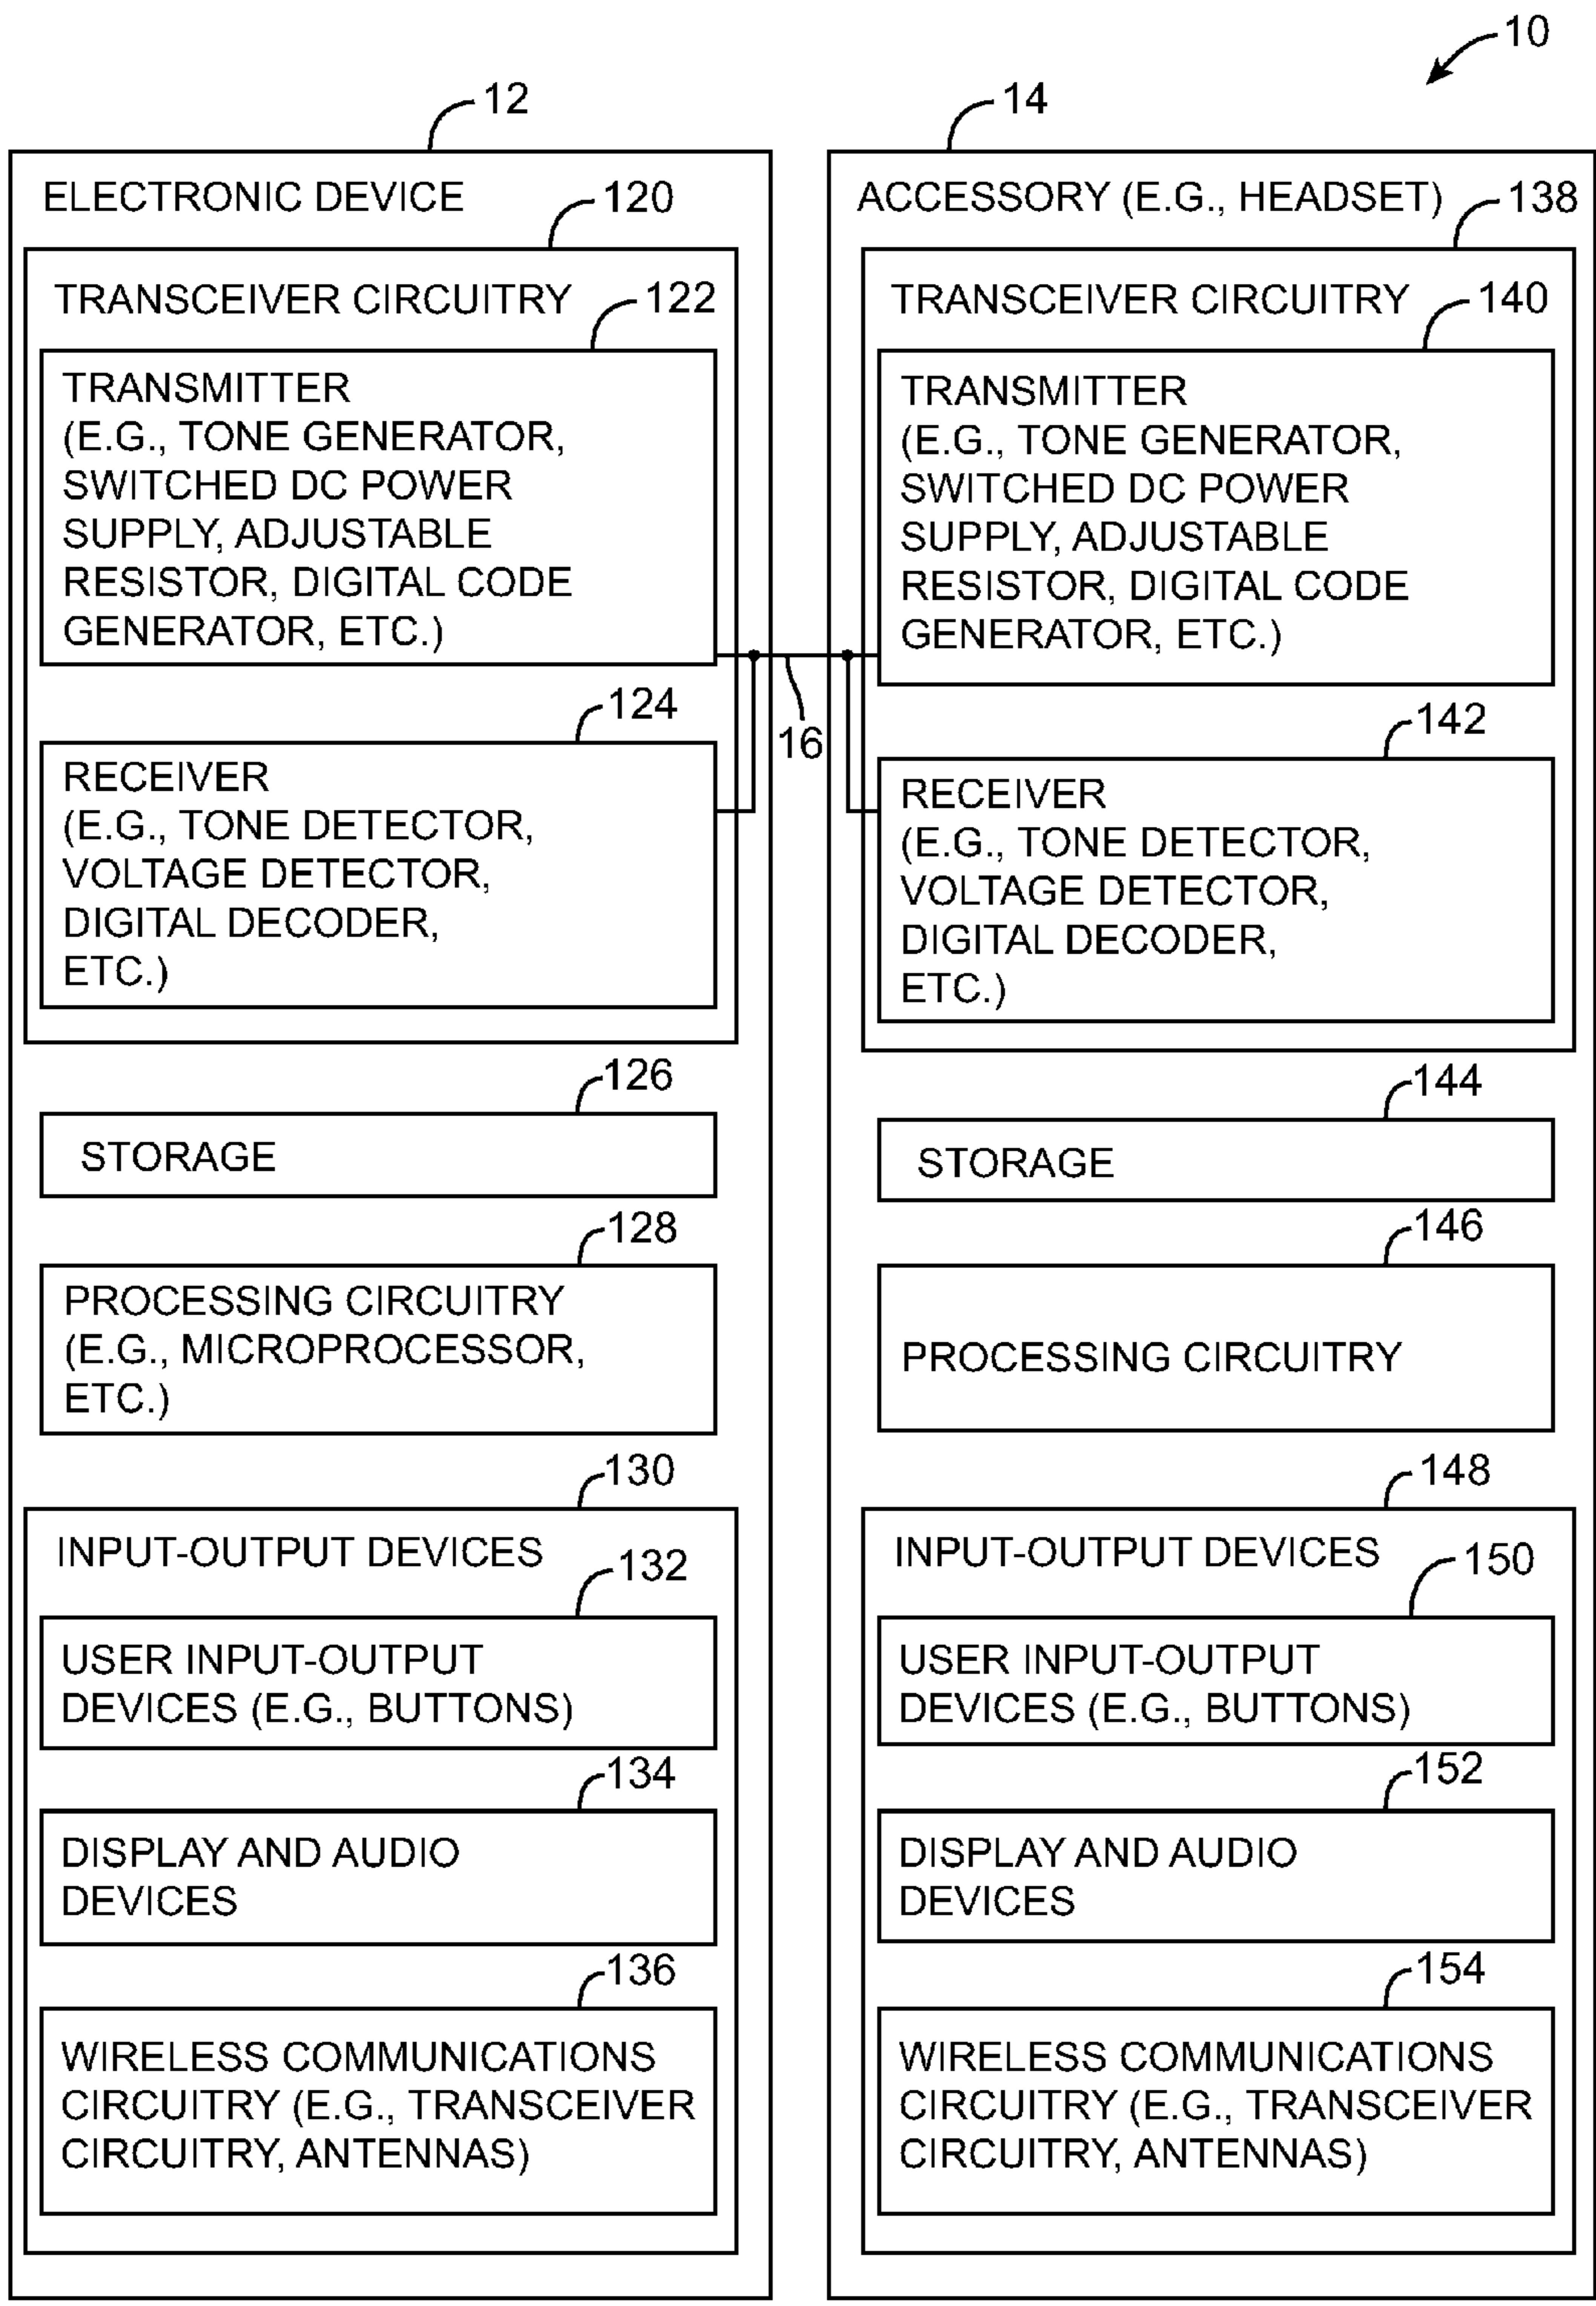 10
12
ELECTRONIC DEVICE
120
TRANSCEIVER CIRCUITRY
122
TRANSMITTER
(E.G., TONE GENERATOR,
SWITCHED DC POWER
SUPPLY, ADJUSTABLE
RESISTOR, DIGITAL CODE
GENERATOR, ETC.)
124
RECEIVER
(E.G., TONE DETECTOR,
VOLTAGE DETECTOR,
DIGITAL DECODER,
ETC.)
126
STORAGE
128
PROCESSING CIRCUITRY
(E.G., MICROPROCESSOR,
ETC.)
130
INPUT-OUTPUT DEVICES
132
USER INPUT-OUTPUT
DEVICES (E.G., BUTTONS)
134
DISPLAY AND AUDIO
DEVICES
136
WIRELESS COMMUNICATIONS
CIRCUITRY (E.G., TRANSCEIVER
CIRCUITRY, ANTENNAS)
16
14
ACCESSORY (E.G., HEADSET)
138
TRANSCEIVER CIRCUITRY
140
TRANSMITTER
(E.G., TONE GENERATOR,
SWITCHED DC POWER
SUPPLY, ADJUSTABLE
RESISTOR, DIGITAL CODE
GENERATOR, ETC.)
142
RECEIVER
(E.G., TONE DETECTOR,
VOLTAGE DETECTOR,
DIGITAL DECODER,
ETC.)
144
STORAGE
146
PROCESSING CIRCUITRY
148
INPUT-OUTPUT DEVICES
150
USER INPUT-OUTPUT
DEVICES (E.G., BUTTONS)
152
DISPLAY AND AUDIO
DEVICES
154
WIRELESS COMMUNICATIONS
CIRCUITRY (E.G., TRANSCEIVER
CIRCUITRY, ANTENNAS)